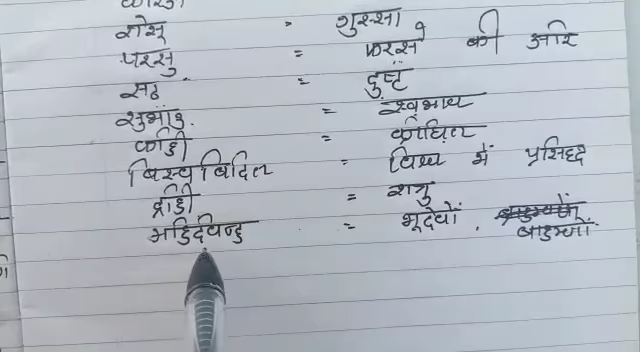 रोसू = गुस्सा
परसु = फरसे की ओर
सठ = दुष्ट
सुभाउ = स्वभाव
कोही = क्रोधित
बिस्वबिदित = विश्व में प्रसिद्द
द्रोही = शत्रु
महिदेवन्ह = भूदेवों, ब्राह्मणों